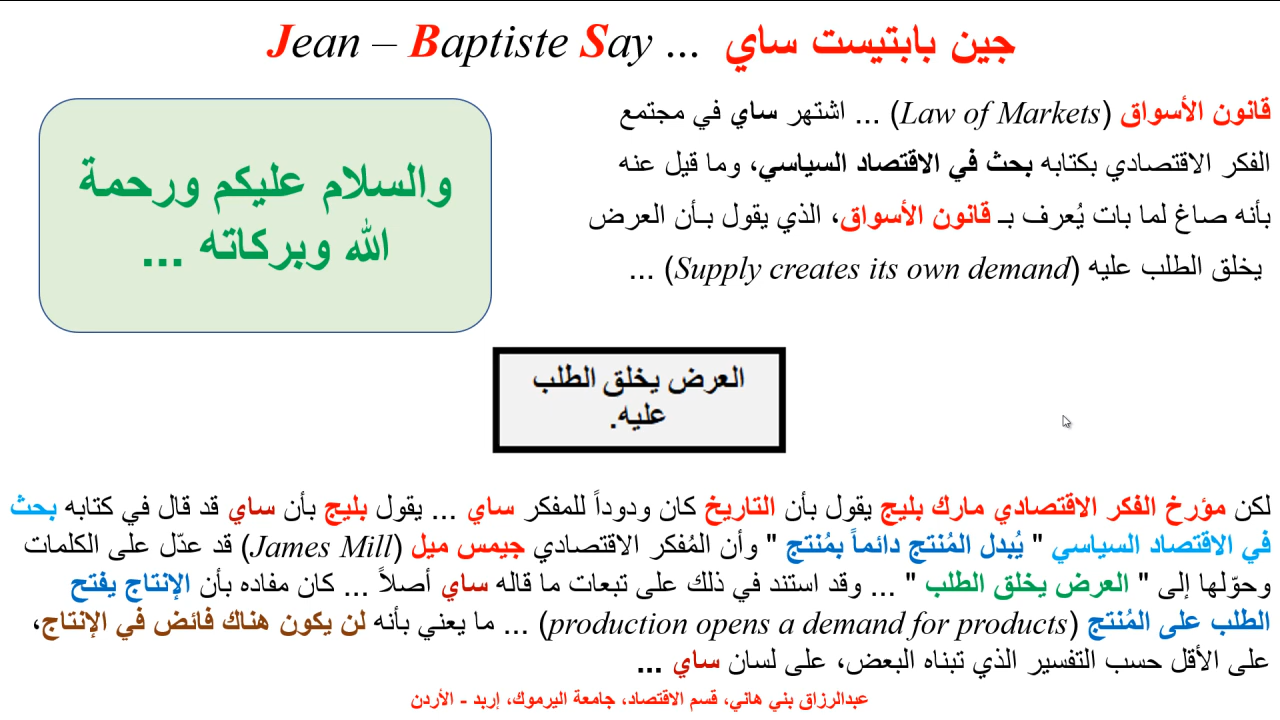 جين بابتيست ساي ... Jean – Baptiste Say
قانون الأسواق (Law of Markets) ... اشتهر ساي في مجتمع
الفكر الاقتصادي بكتابه بحث في الاقتصاد السياسي، وما قيل عنه
بأنه صاغ لما بات يُعرف بـ قانون الأسواق، الذي يقول بـأن العرض
يخلق الطلب عليه (Supply creates its own demand) ...
والسلام عليكم ورحمة
الله وبركاته ...
العرض يخلق الطلب
عليه.
لكن مؤرخ الفكر الاقتصادي مارك بليج يقول بأن التاريخ كان ودوداً للمفكر ساي ... يقول بليج بأن ساي قد قال في كتابه بحث
في الاقتصاد السياسي " يُبدل المُنتج دائماً بمُنتج " وأن المُفكر الاقتصادي جيمس ميل (James Mill) قد عدّل على الكلمات
وحوّلها إلى " العرض يخلق الطلب " ... وقد استند في ذلك على تبعات ما قاله ساي أصلاً ... كان مفاده بأن الإنتاج يفتح
الطلب على المُنتج (production opens a demand for products) ... ما يعني بأنه لن يكون هناك فائض في الإنتاج،
على الأقل حسب التفسير الذي تبناه البعض، على لسان ساي ...
عبدالرزاق بني هاني، قسم الاقتصاد، جامعة اليرموك، إربد - الأردن